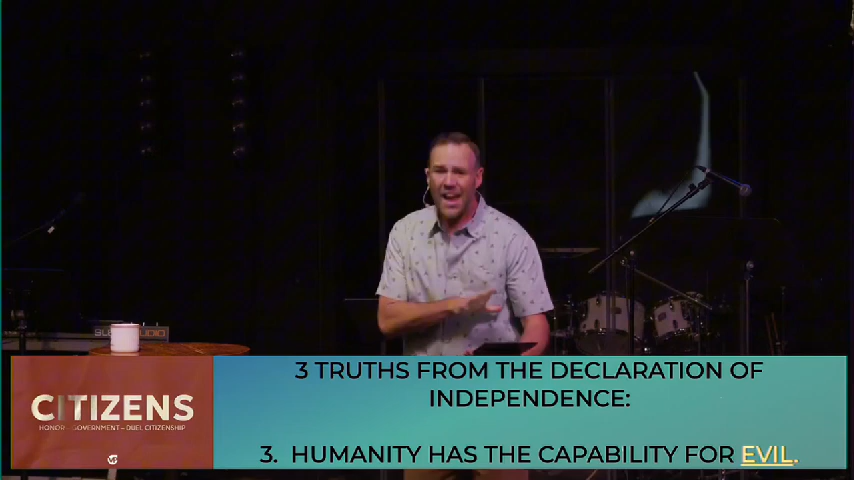 3 TRUTHS FROM THE DECLARATION OF
INDEPENDENCE:
3. HUMANITY HAS THE CAPABILITY FOR EVIL.
CITIZENS
HONOR – GOVERNMENT – DUEL CITIZENSHIP
STUDIO